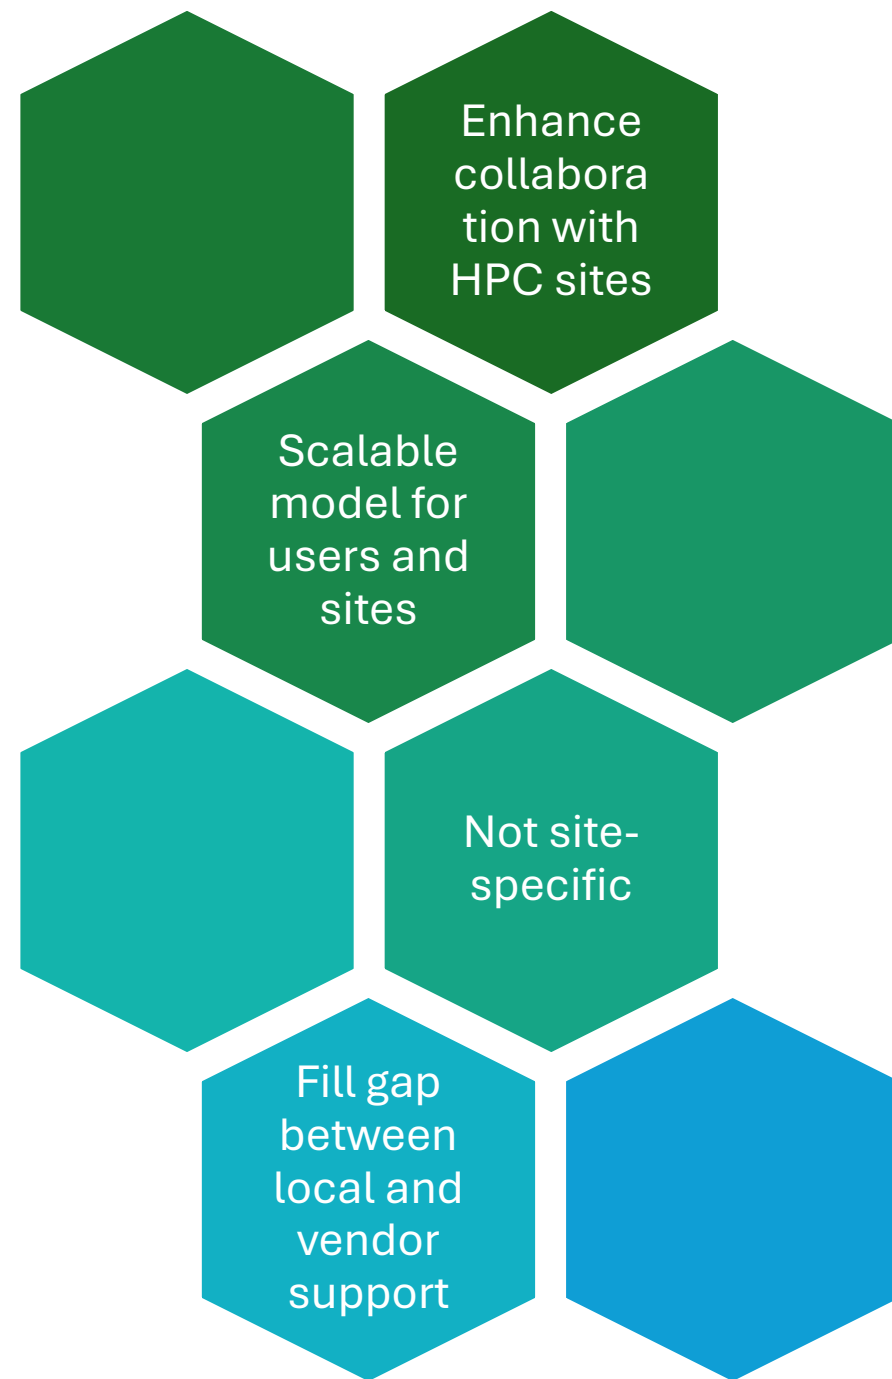 Enhance
collabora
tion with
HPC sites
Scalable
model for
users and
sites
Not site-
specific
Fill gap
between
local and
vendor
support